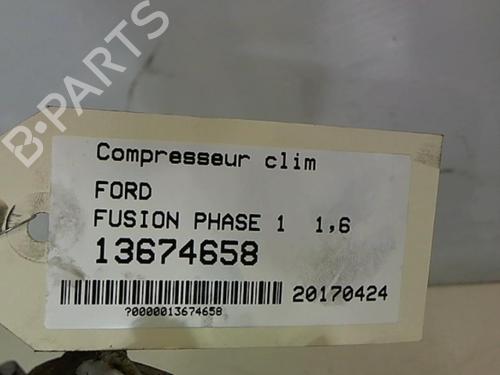 B-PARTS
Compresseur clim
FORD
FUSION PHASE 1 1,6
13674658
20170424
?0000013674658